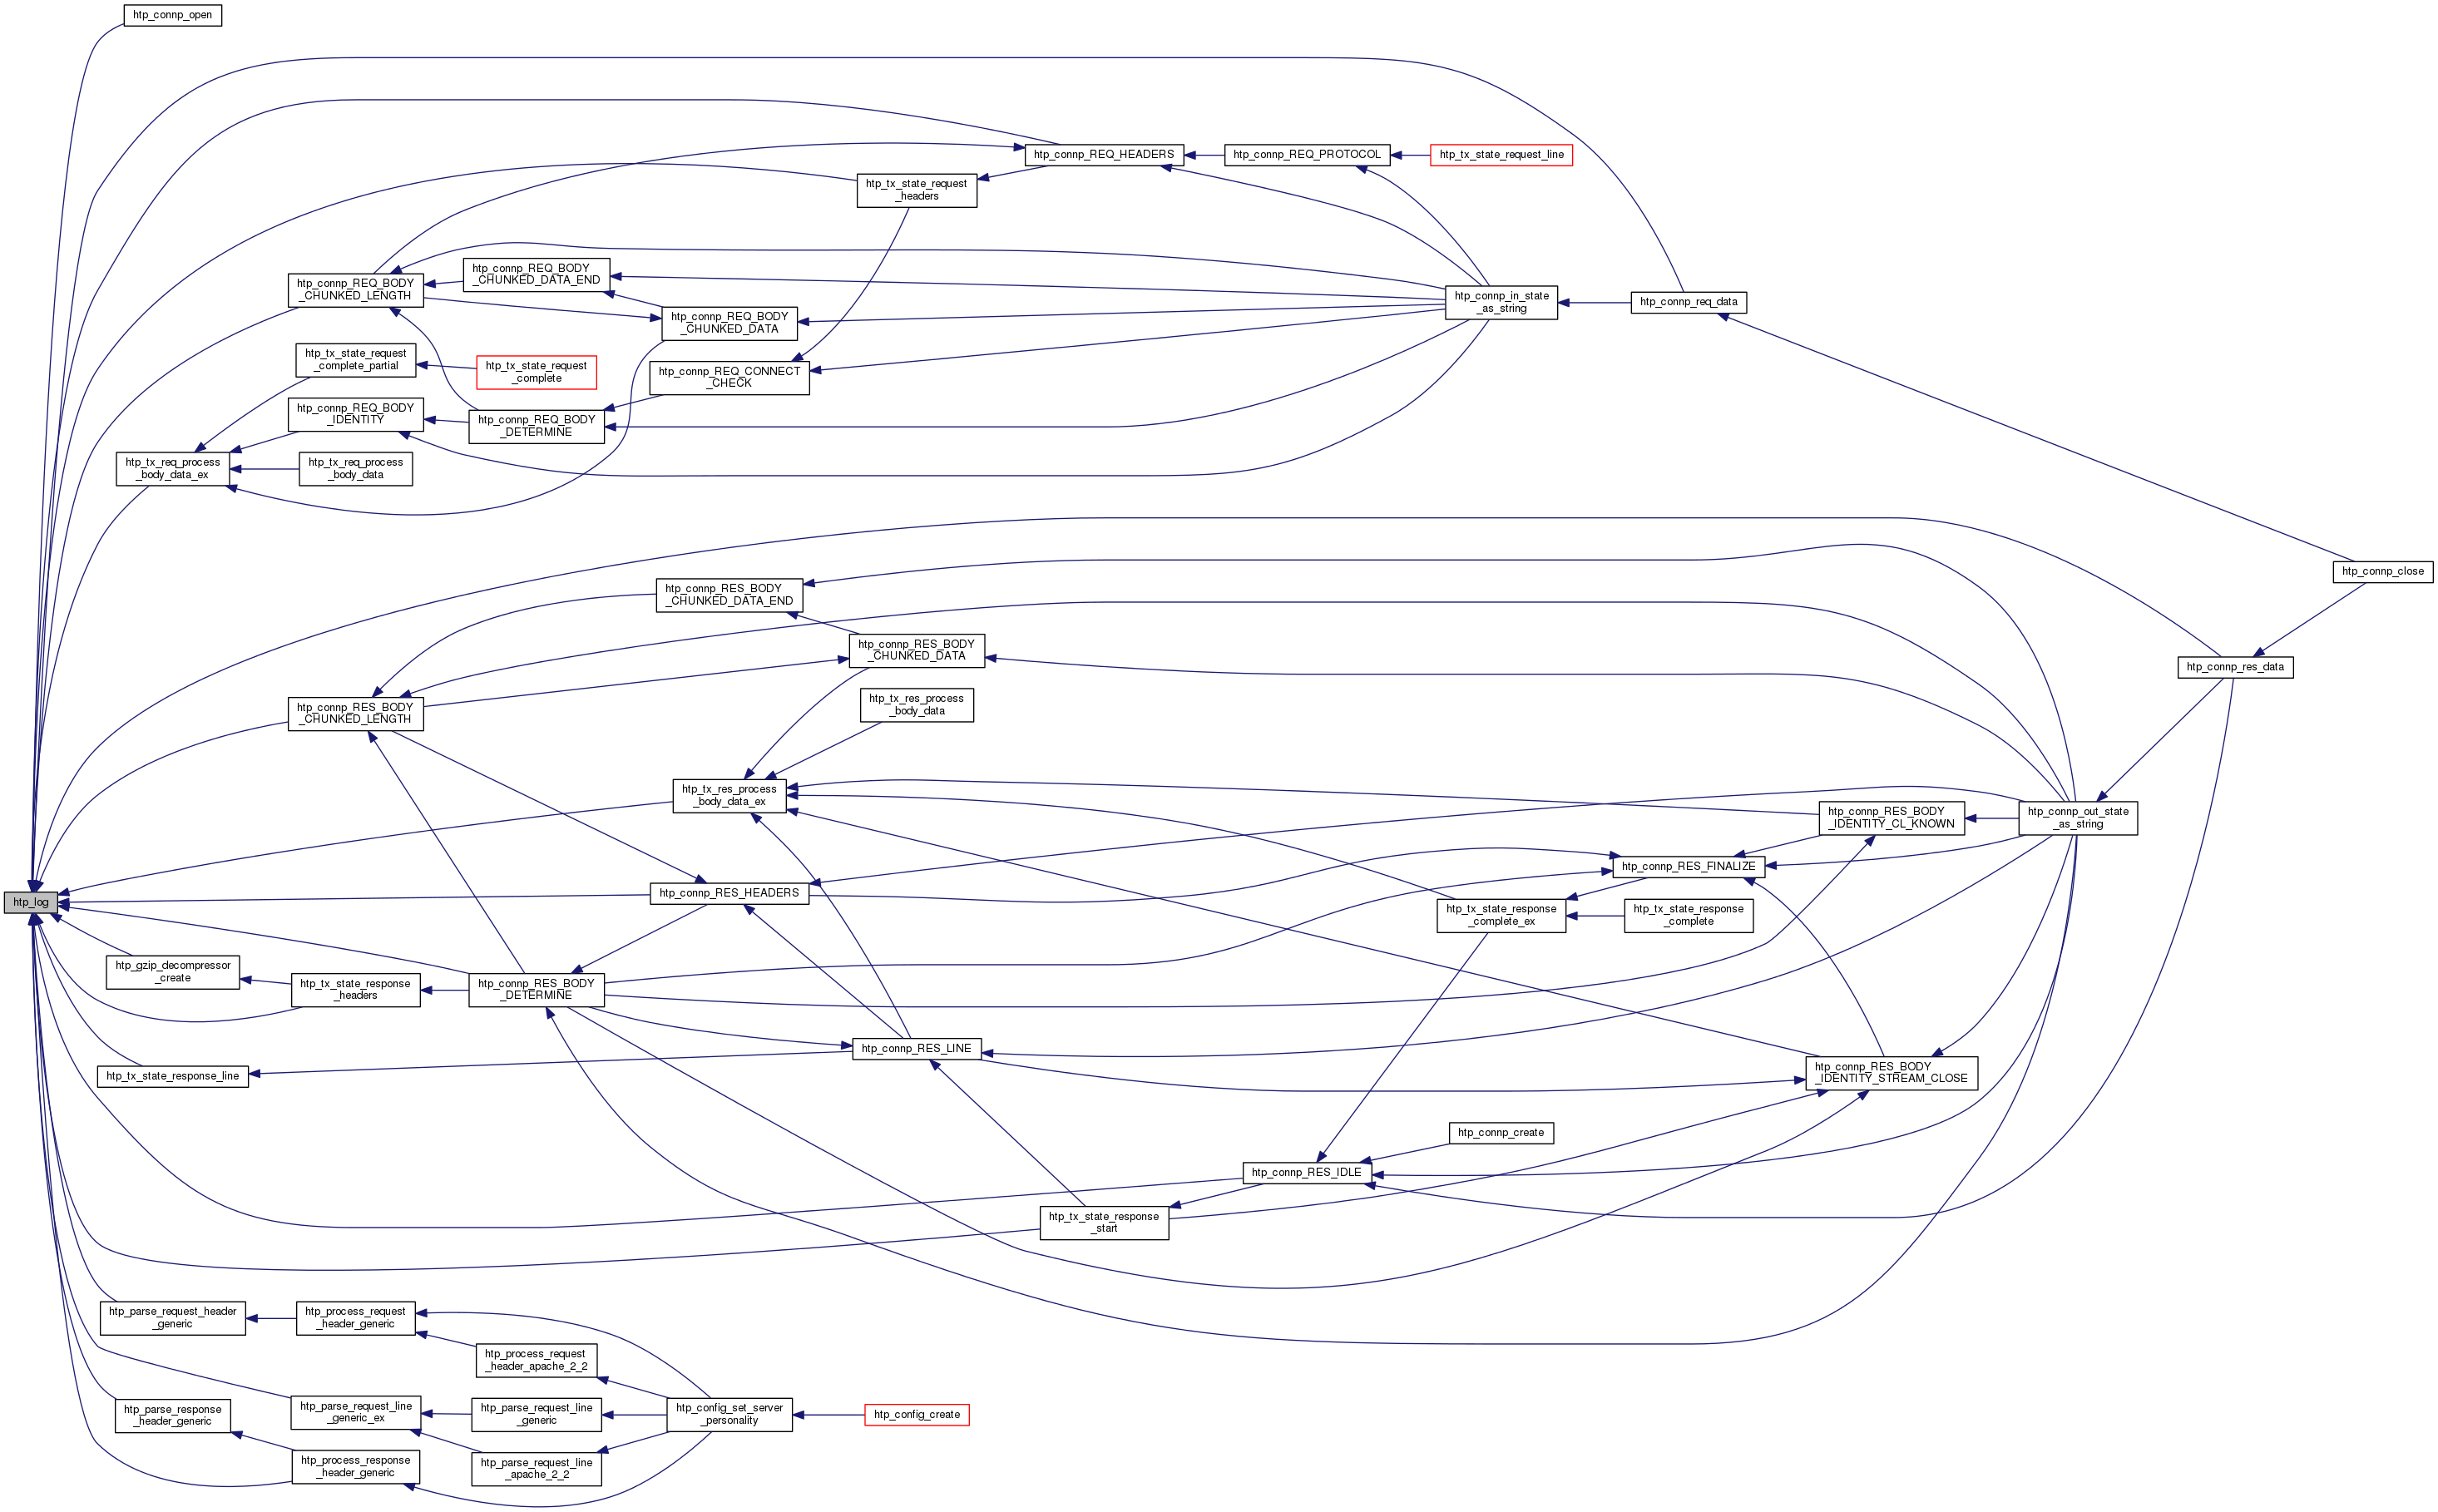 htp_connp_open
htp_connp_REQ_HEADERS
htp_connp_REQ_PROTOCOL
htp_tx_state_request_line
htp_tx_state_request
_headers
htp_connp_REQ_BODY
_CHUNKED_LENGTH
htp_connp_REQ_BODY
_CHUNKED_DATA_END
htp_connp_REQ_BODY
_CHUNKED_DATA
htp_connp_in_state
_as_string
htp_connp_req_data
htp_tx_state_request
_complete_partial
htp_tx_state_request
_complete
htp_connp_REQ_CONNECT
_CHECK
htp_connp_REQ_BODY
_IDENTITY
htp_connp_REQ_BODY
_DETERMINE
htp_tx_req_process
_body_data_ex
htp_tx_req_process
_body_data
htp_connp_close
htp_connp_RES_BODY
_CHUNKED_DATA_END
htp_connp_RES_BODY
_CHUNKED_DATA
htp_connp_res_data
htp_connp_RES_BODY
_CHUNKED_LENGTH
htp_tx_res_process
_body_data
htp_tx_res_process
_body_data_ex
htp_connp_RES_BODY
_IDENTITY_CL_KNOWN
htp_connp_out_state
_as_string
htp_connp_RES_FINALIZE
htp_log
htp_connp_RES_HEADERS
htp_tx_state_response
_complete_ex
htp_tx_state_response
_complete
htp_gzip_decompressor
_create
htp_tx_state_response
_headers
htp_connp_RES_BODY
_DETERMINE
htp_connp_RES_LINE
htp_tx_state_response_line
htp_connp_RES_BODY
_IDENTITY_STREAM_CLOSE
htp_connp_create
htp_connp_RES_IDLE
htp_tx_state_response
_start
htp_parse_request_header
_generic
htp_process_request
_header_generic
htp_process_request
_header_apache_2_2
htp_parse_response
_header_generic
htp_parse_request_line
_generic_ex
htp_parse_request_line
_generic
htp_config_set_server
_personality
htp_config_create
htp_process_response
_header_generic
htp_parse_request_line
_apache_2_2